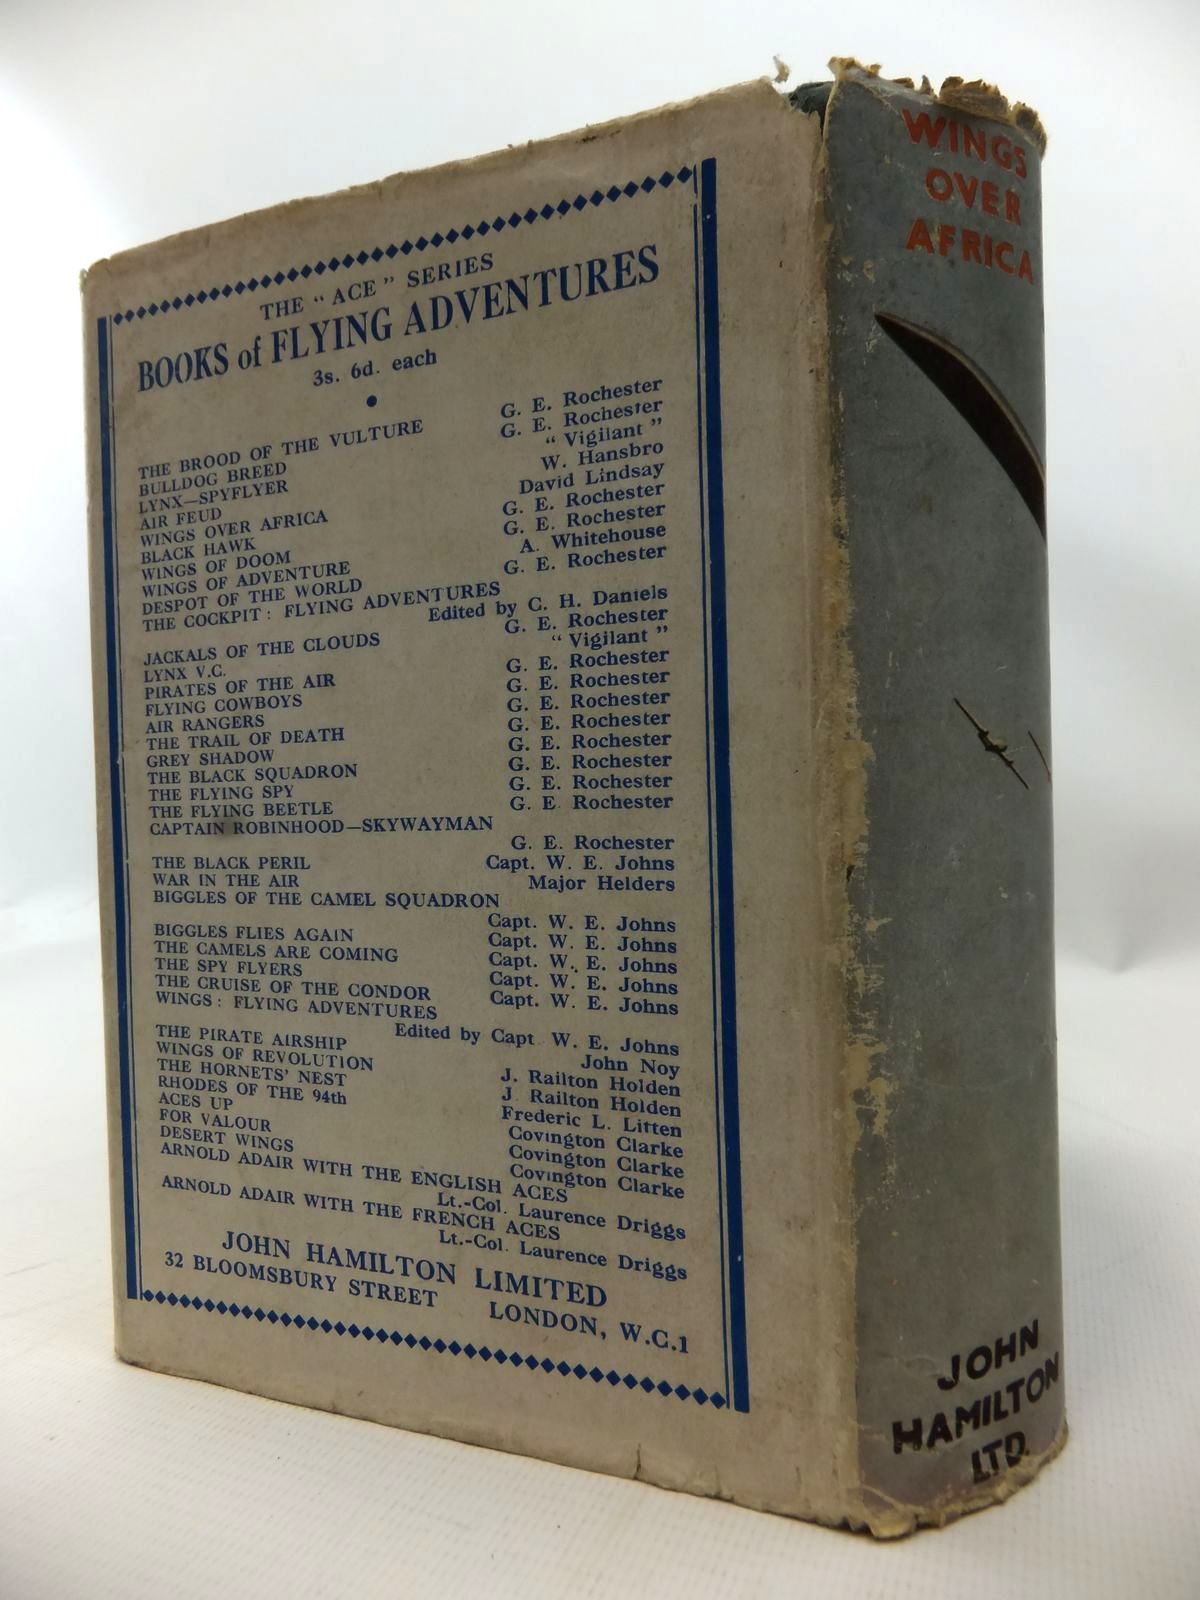 THE "ACE" SERIES
BOOKS of FLYING ADVENTURES
3s. 6d. each
THE BROOD OF THE VULTURE G. E. Rochester
BULLDOG BREED G. E. Rochester
LYNX—SPYFLYER "Vigilant"
AIR FEUD W. Hansbro
WINGS OVER AFRICA David Lindsay
BLACK HAWK G. E. Rochester
WINGS OF DOOM G. E. Rochester
WINGS OF ADVENTURE A. Whitehouse
DESPOT OF THE WORLD G. E. Rochester
THE COCKPIT: FLYING ADVENTURES
Edited by C. H. Daniels
JACKALS OF THE CLOUDS G. E. Rochester
LYNX V.C. "Vigilant"
PIRATES OF THE AIR G. E. Rochester
FLYING COWBOYS G. E. Rochester
AIR RANGERS G. E. Rochester
THE TRAIL OF DEATH G. E. Rochester
GREY SHADOW G. E. Rochester
THE BLACK SQUADRON G. E. Rochester
THE FLYING SPY G. E. Rochester
THE FLYING BEETLE G. E. Rochester
CAPTAIN ROBINHOOD—SKYWAYMAN
G. E. Rochester
THE BLACK PERIL Capt. W. E. Johns
WAR IN THE AIR Major Helders
BIGGLES OF THE CAMEL SQUADRON
Capt. W. E. Johns
BIGGLES FLIES AGAIN Capt. W. E. Johns
THE CAMELS ARE COMING Capt. W. E. Johns
THE SPY FLYERS Capt. W. E. Johns
THE CRUISE OF THE CONDOR Capt. W. E. Johns
WINGS: FLYING ADVENTURES
Edited by Capt W. E. Johns
THE PIRATE AIRSHIP John Noy
WINGS OF REVOLUTION J. Railton Holden
THE HORNETS' NEST J. Railton Holden
RHODES OF THE 94th Frederic L. Litten
ACES UP Covington Clarke
FOR VALOUR Covington Clarke
DESERT WINGS Covington Clarke
ARNOLD ADAIR WITH THE ENGLISH ACES
Lt.-Col. Laurence Driggs
ARNOLD ADAIR WITH THE FRENCH ACES
Lt.-Col. Laurence Driggs
JOHN HAMILTON LIMITED
32 BLOOMSBURY STREET LONDON, W.C.1
WINGS
OVER
AFRICA
JOHN
HAMILTON
LTD.